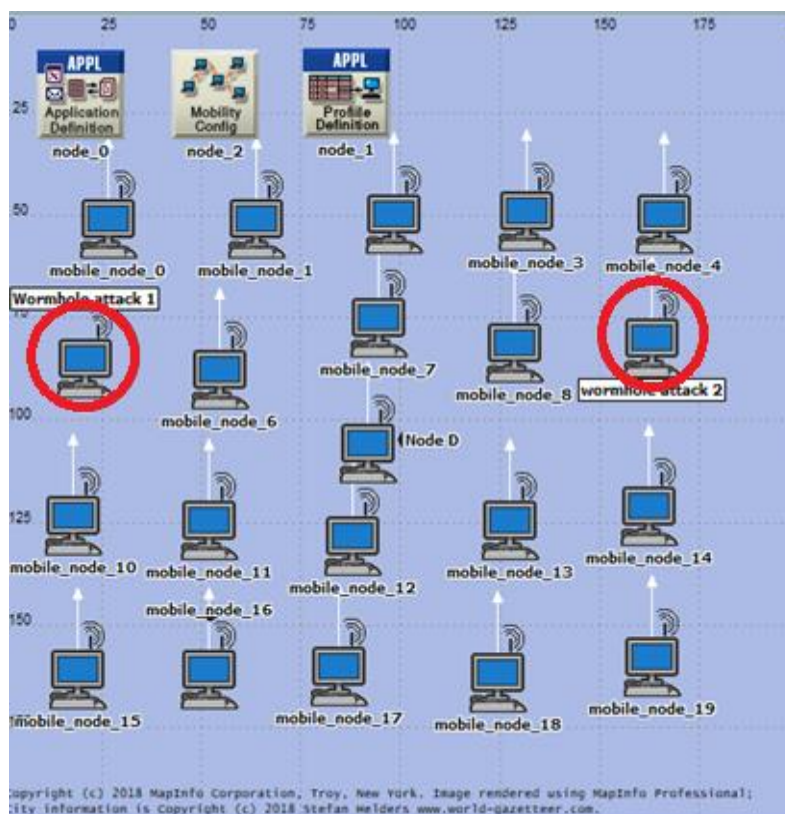 0 25 50 75 100 125 150 175
APPL APPL
Application Definition
Mobility Config
Profile Definition
25
node_0 node_2 node_1
50
mobile_node_0 mobile_node_1 mobile_node_3 mobile_node_4
Wormhole attack 1
mobile_node_7
mobile_node_8 wormhole attack 2
100
mobile_node_6
Node D
125
mobile_node_10 mobile_node_11 mobile_node_12 mobile_node_13 mobile_node_14
mobile_node_16
150
mobile_node_15 mobile_node_17 mobile_node_18 mobile_node_19
opyright (c) 2018 MapInfo Corporation, Troy, New York. Image rendered using MapInfo Professional;
ity information is Copyright (c) 2018 Stefan Helders www.world-gazetteer.com.